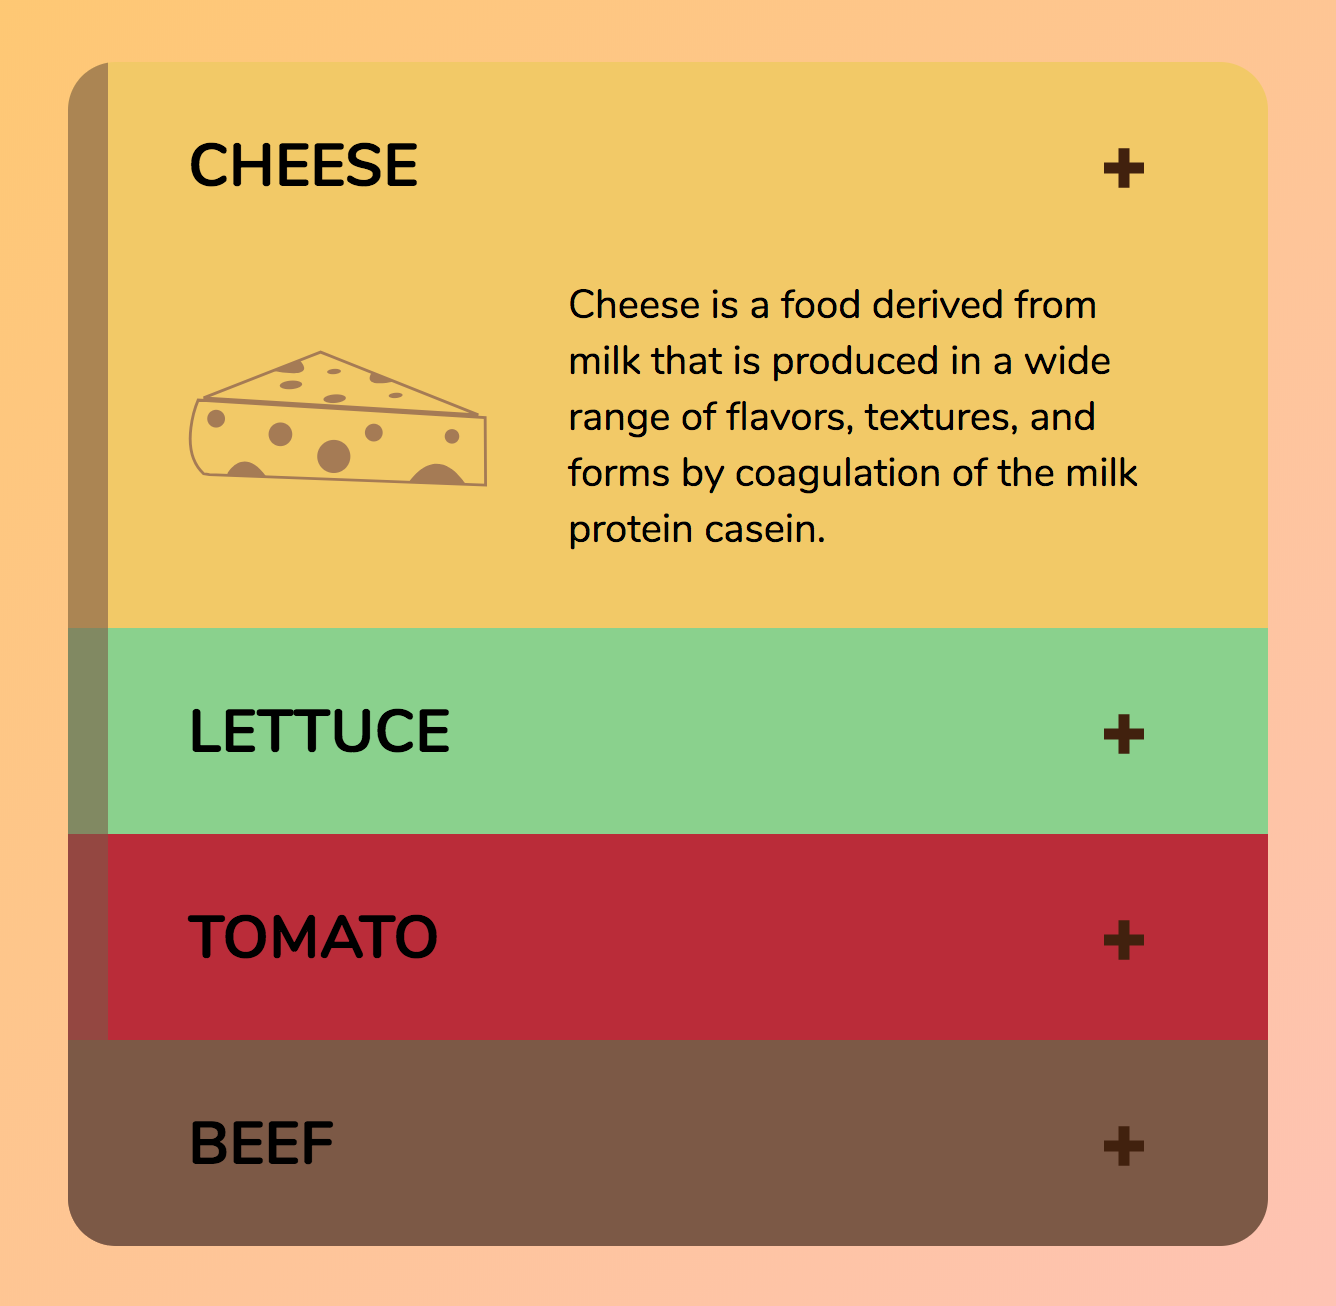 CHEESE
Cheese is a food derived from
milk that is produced in a wide
range of flavors, textures, and
forms by coagulation of the milk
protein casein.
LETTUCE
TOMATO
BEEF